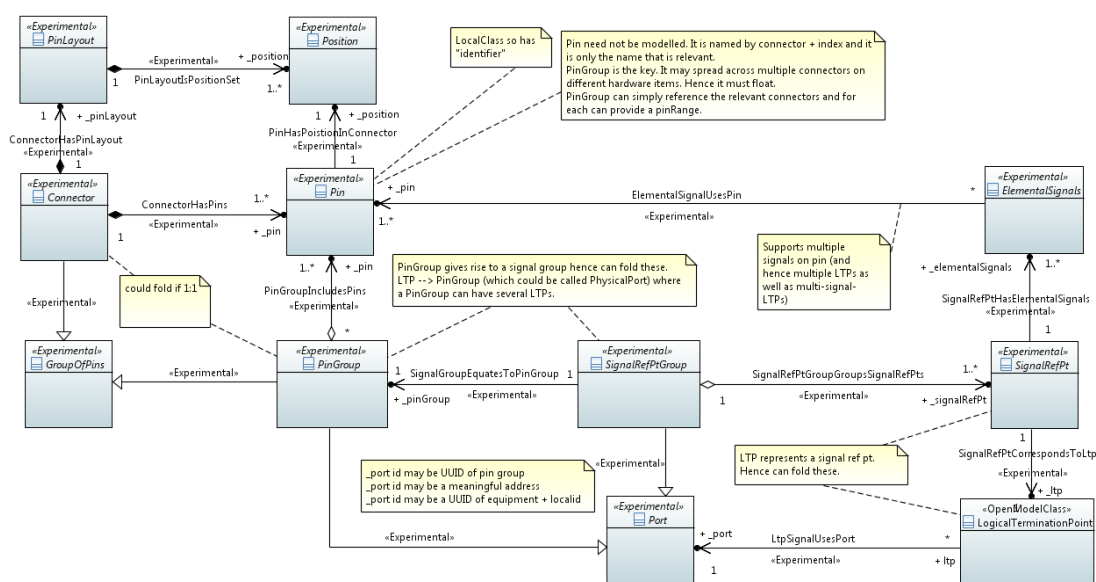 «Experimental»
PinLayout
«Experimental»
Position
LocalClass so has
"identifier"
Pin need not be modelled. It is named by connector + index and it
is only the name that is relevant.
PinGroup is the key. It may spread across multiple connectors on
different hardware items. Hence it must float.
PinGroup can simply reference the relevant connectors and for
each can provide a pinRange.
«Experimental»
PinLayoutIsPositionSet
+ _position
1
1..*
1
+ _pinLayout
1
+ _position
ConnectorHasPinLayout
«Experimental»
1
PinHasPoistionInConnector
«Experimental»
1
«Experimental»
Connector
«Experimental»
Pin
«Experimental»
ElementalSignals
ConnectorHasPins
«Experimental»
1
1..*
+ _pin
+ _pin
1..*
ElementalSignalUsesPin
«Experimental»
*
Supports multiple
signals on pin (and
hence multiple LTPs as
well as multi-signal-
LTPs)
+ _elementalSignals
1..*
SignalRefPtHasElementalSignals
«Experimental»
1
could fold if 1:1
1..*
+ _pin
PinGroupIncludesPins
«Experimental»
*
PinGroup gives rise to a signal group hence can fold these.
LTP --> PinGroup (which could be called PhysicalPort) where
a PinGroup can have several LTPs.
«Experimental»
«Experimental»
GroupOfPins
«Experimental»
«Experimental»
PinGroup
1
SignalGroupEquatesToPinGroup
1
+ _pinGroup
«Experimental»
«Experimental»
SignalRefPtGroup
SignalRefPtGroupGroupsSignalRefPts
«Experimental»
1
1..*
+ _signalRefPt
«Experimental»
SignalRefPt
1
SignalRefPtCorrespondsToLtp
«Experimental»
1
+ _ltp
LTP represents a signal ref pt.
Hence can fold these.
_port id may be UUID of pin group
_port id may be a meaningful address
_port id may be a UUID of equipment + localid
«Experimental»
«Experimental»
«Experimental»
Port
+ _port
1
LtpSignalUsesPort
«Experimental»
*
+ ltp
«OpenModelClass»
LogicalTerminationPoint